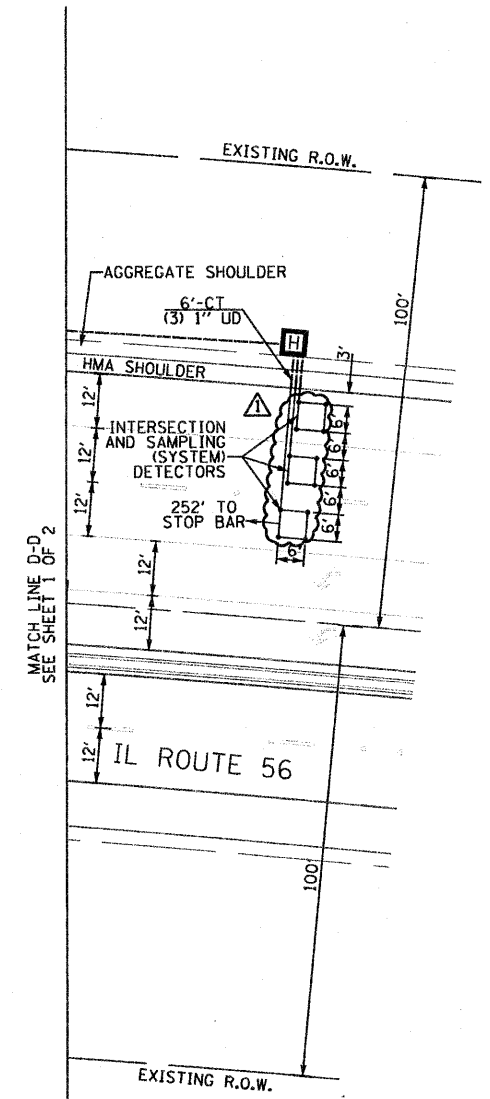 EXISTING R.O.W.
AGGREGATE SHOULDER
6'-CT
(3) 1" UD
H
100'
3'
HMA SHOULDER
12'
1
6'
INTERSECTION
AND SAMPLING
(SYSTEM)
DETECTORS
12'
6'
6'
12'
252' TO
STOP BAR
6'
6'
6'
MATCH LINE D-D
SEE SHEET 1 OF 2
12'
12'
12'
12'
IL ROUTE 56
100'
EXISTING R.O.W.